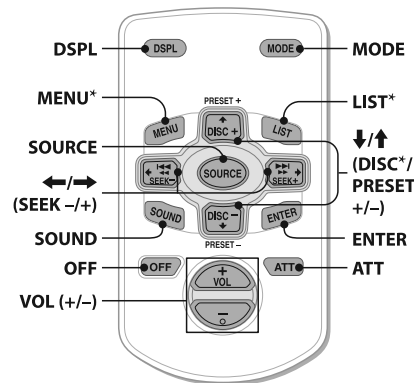 DSPL
DSPL
MODE
MODE
MENU*
MENU
PRESET +
DISC +
LIST
LIST*
SOURCE
SOURCE
←/→
(SEEK –/+)
SEEK–
SEEK+
↓/↑
(DISC*/
PRESET
+/–)
SOUND
SOUND
DISC –
PRESET –
ENTER
ENTER
OFF
OFF
ATT
ATT
VOL (+/–)
+
VOL
–